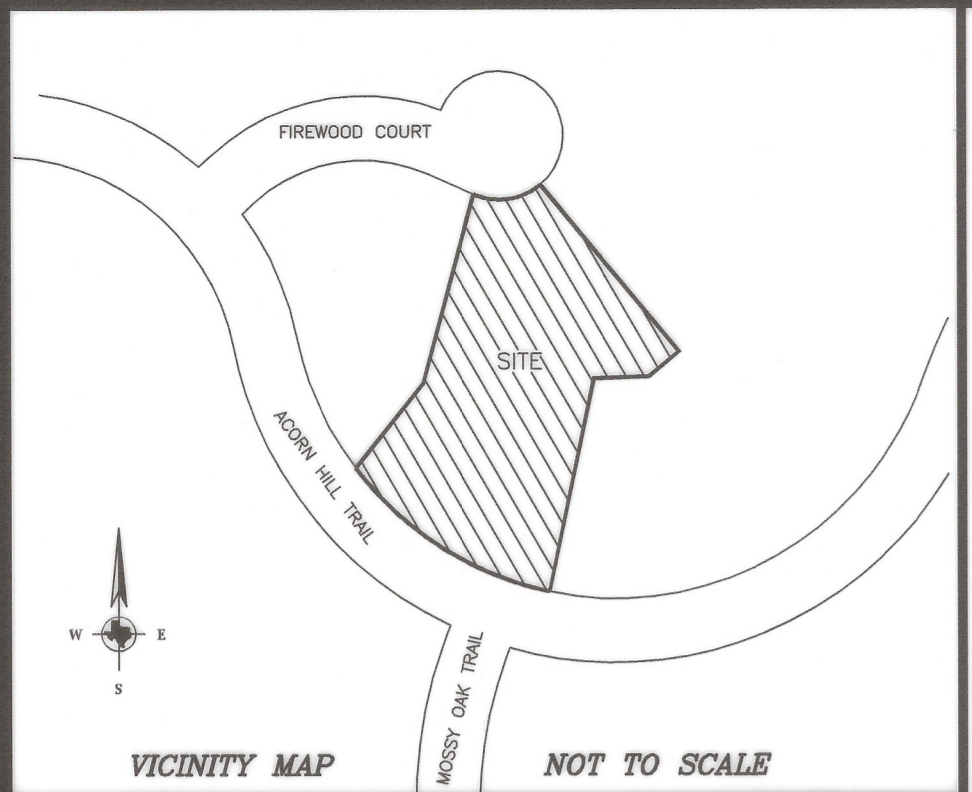 FIREWOOD COURT
SITE
ACORN HILL TRAIL
W E
S
MOSSY OAK TRAIL
VICINITY MAP
NOT TO SCALE